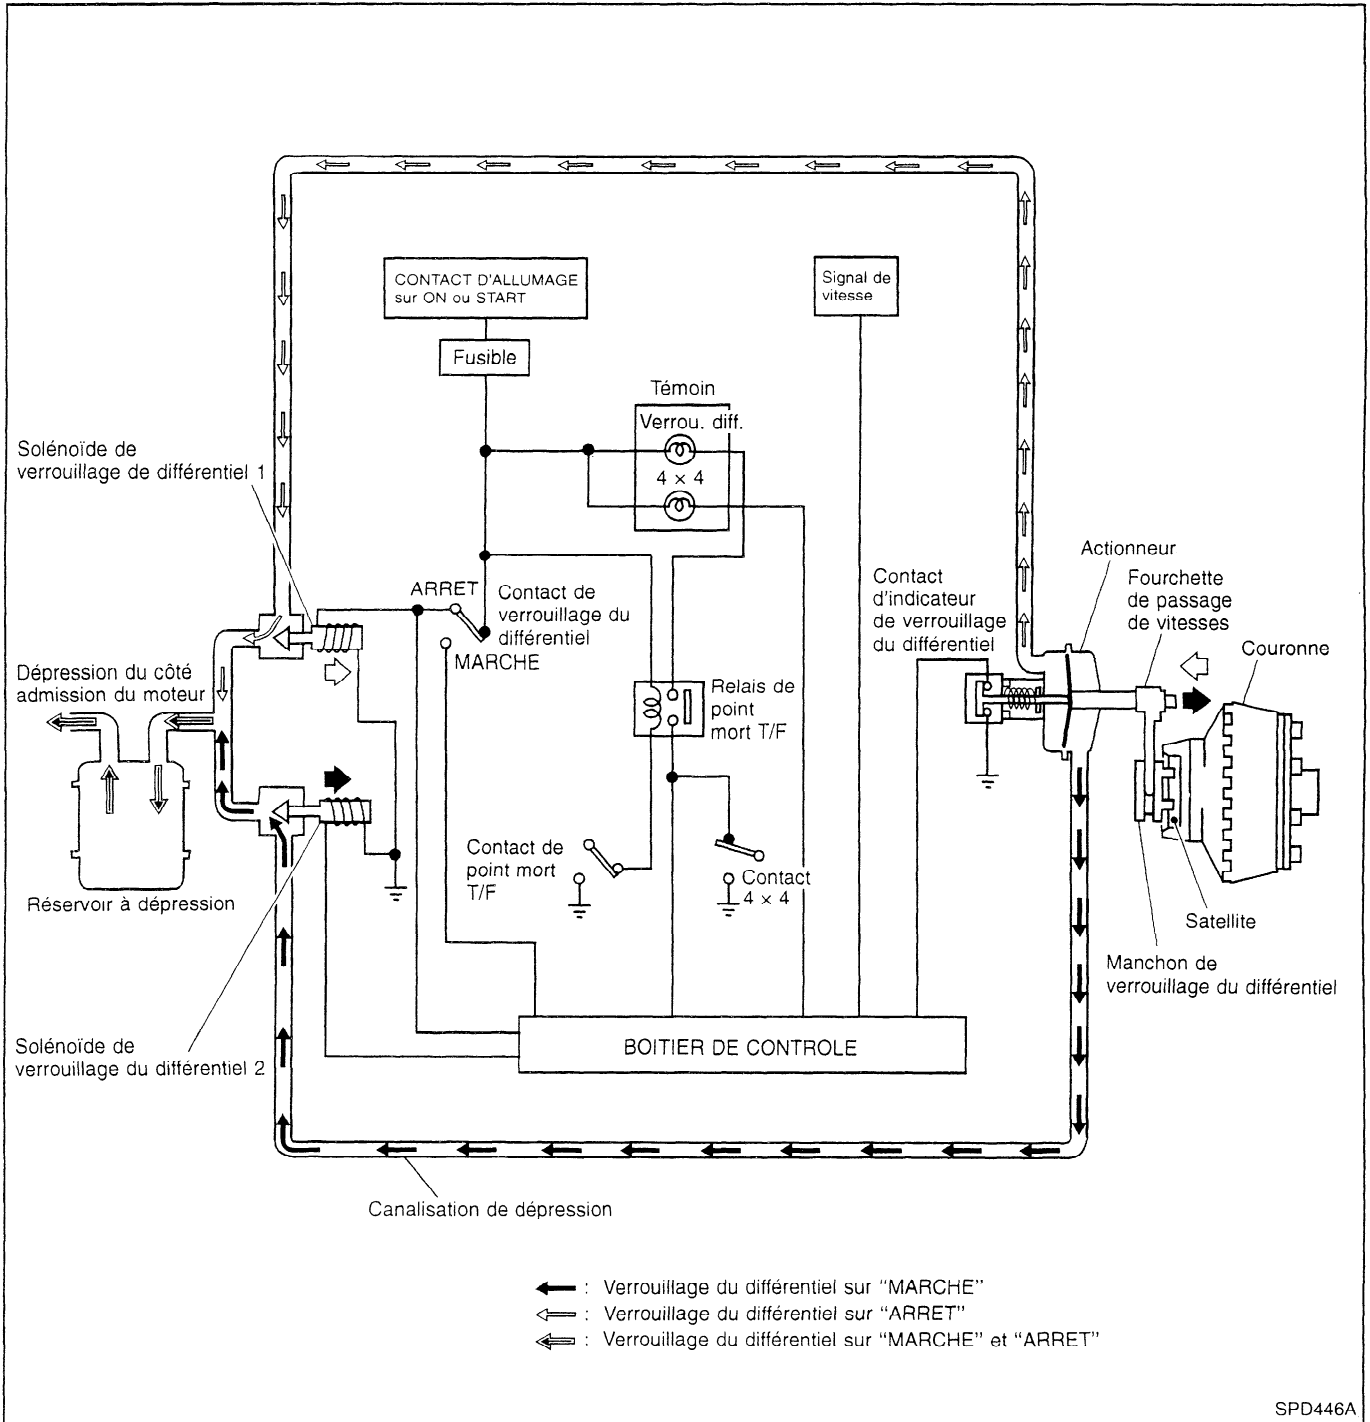 CONTACT D'ALLUMAGE
sur ON ou START
Signal de
vitesse
Fusible
Témoin
Verrou. diff.
4 × 4
Solénoïde de
verrouillage de différentiel 1
ARRET
Contact de
verrouillage du
différentiel
MARCHE
Contact
d'indicateur
de verrouillage
du différentiel
Actionneur
Fourchette
de passage
de vitesses
Couronne
Dépression du côté
admission du moteur
Relais de
point
mort T/F
Contact de
point mort
T/F
Contact
4 × 4
Réservoir à dépression
Satellite
Manchon de
verrouillage du différentiel
Solénoïde de
verrouillage du différentiel 2
BOITIER DE CONTROLE
Canalisation de dépression
: Verrouillage du différentiel sur "MARCHE"
: Verrouillage du différentiel sur "ARRET"
: Verrouillage du différentiel sur "MARCHE" et "ARRET"
SPD446A